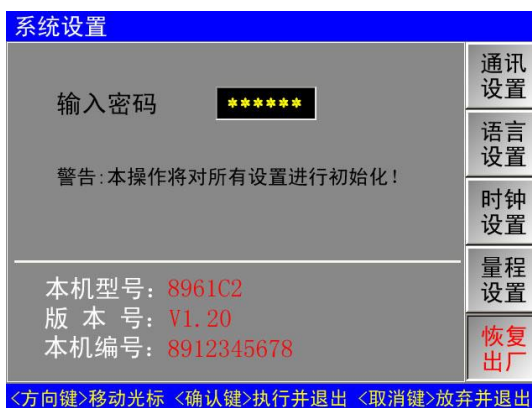 系统设置
输入密码 ******
警告:本操作将对所有设置进行初始化!
本机型号: 8961C2
版 本 号: V1.20
本机编号: 8912345678
通讯
设置
语言
设置
时钟
设置
量程
设置
恢复
出厂
<方向键>移动光标 <确认键>执行并退出 <取消键>放弃并退出